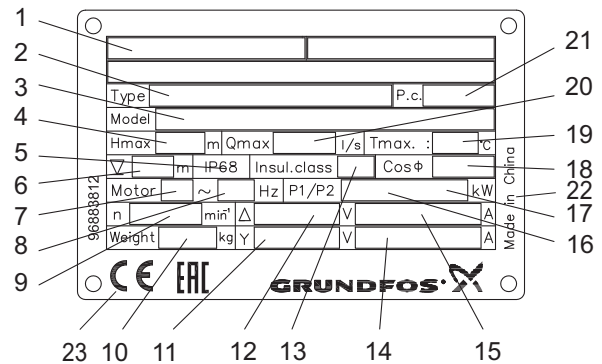 1
2
3
4
5
6
7
8
9
23 10 11 12 13 14 15
16
22
17
18
19
20
21
Type P.c.
Model
Hmax m Qmax l/s Tmax. : °C
▽ m IP68 Insul.class CosΦ
Motor ~ Hz P1/P2 kW
n min⁻¹ △ V A
Weight kg Y V A
96883812
Made in China
CE EAC GRUNDFOS